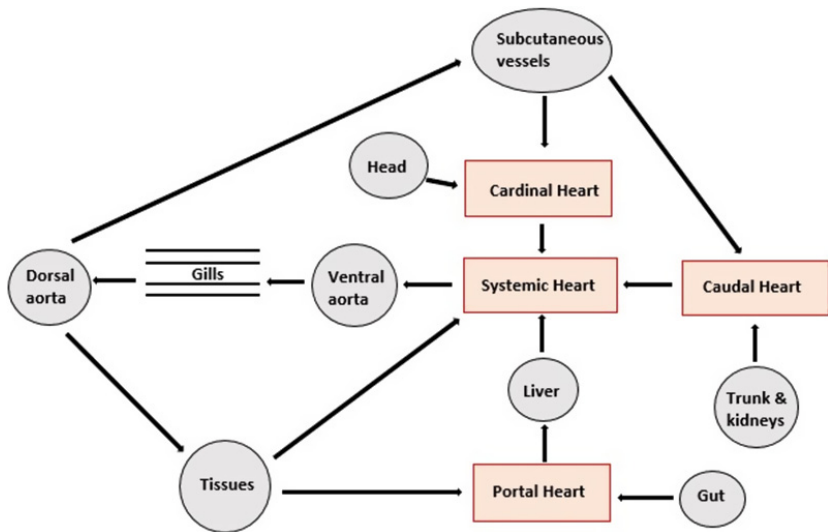 Subcutaneous
vessels
Head
Cardinal Heart
Dorsal
aorta
Gills
Ventral
aorta
Systemic Heart
Caudal Heart
Liver
Trunk &
kidneys
Tissues
Portal Heart
Gut